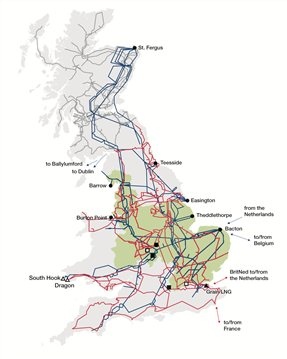 St. Fergus
to Ballylumford
to Dublin
Teesside
Barrow
Easington
Theddlethorpe
from the
Netherlands
Burton Point
Bacton
to/from
Belgium
BritNed to/from
the Netherlands
South Hook
Dragon
Grain LNG
to/from
France